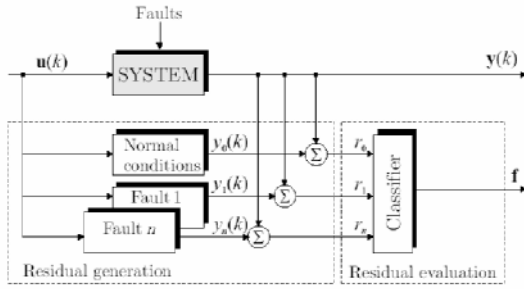 Faults
u(k)
SYSTEM
y(k)
Normal
conditions
y₀(k)
Σ
r₀
Fault 1
y₁(k)
Σ
r₁
Fault n
yₙ(k)
Σ
rₙ
Classifier
f
Residual generation
Residual evaluation